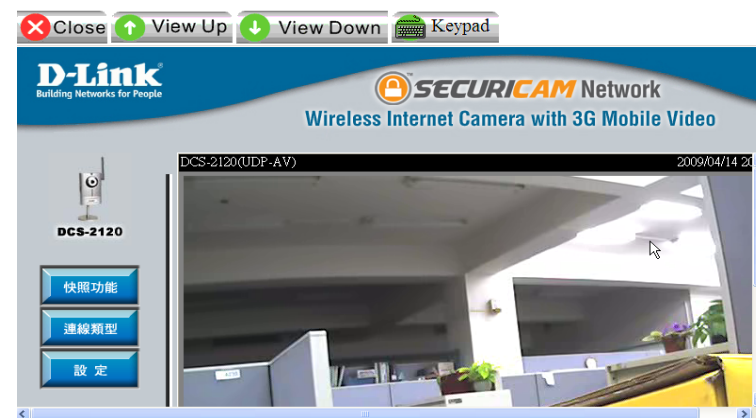 Close View Up View Down Keypad
D-Link
Building Networks for People
SECURICAM Network
Wireless Internet Camera with 3G Mobile Video
DCS-2120(UDP-AV) 2009/04/14 20
DCS-2120
快照功能
連線類型
設 定